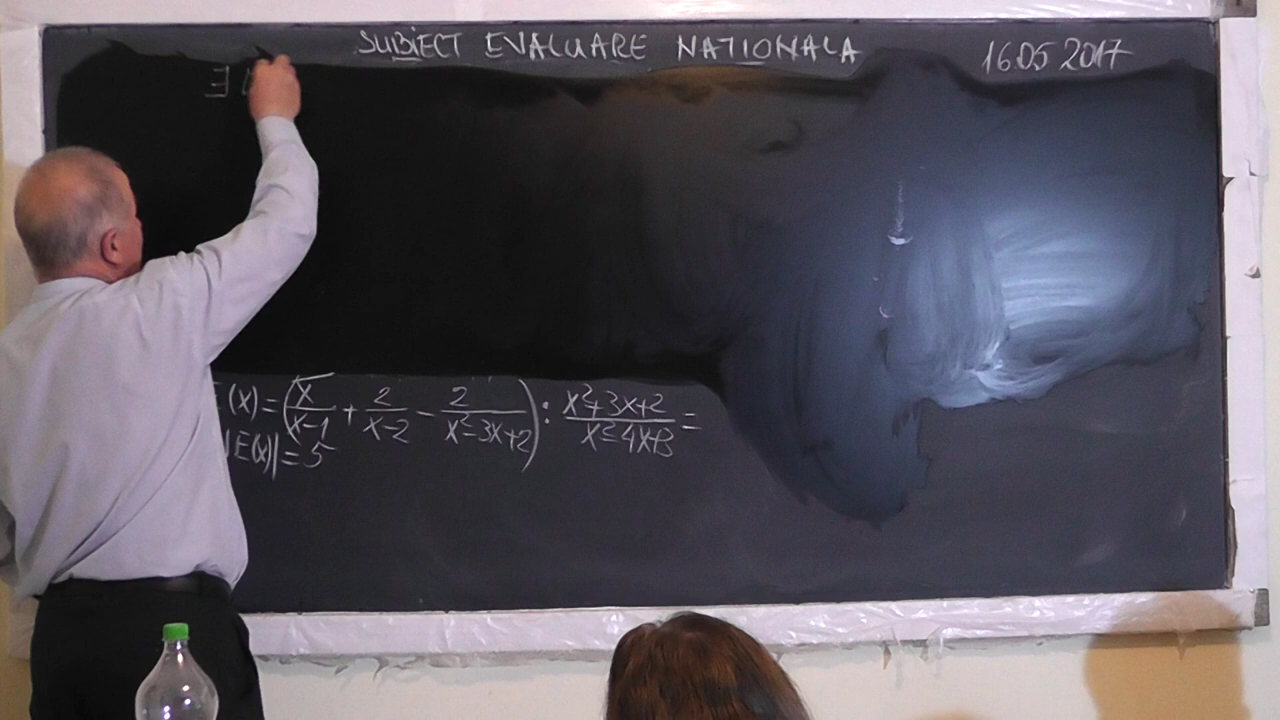 SUBIECT EVALUARE NATIONALA 16.05 2017
∃
(x)=(x/x-1 + 2/x-2 - 2/x²-3x+2) : x²+3x+2/x²-4x+3 =
|E(x)|=5